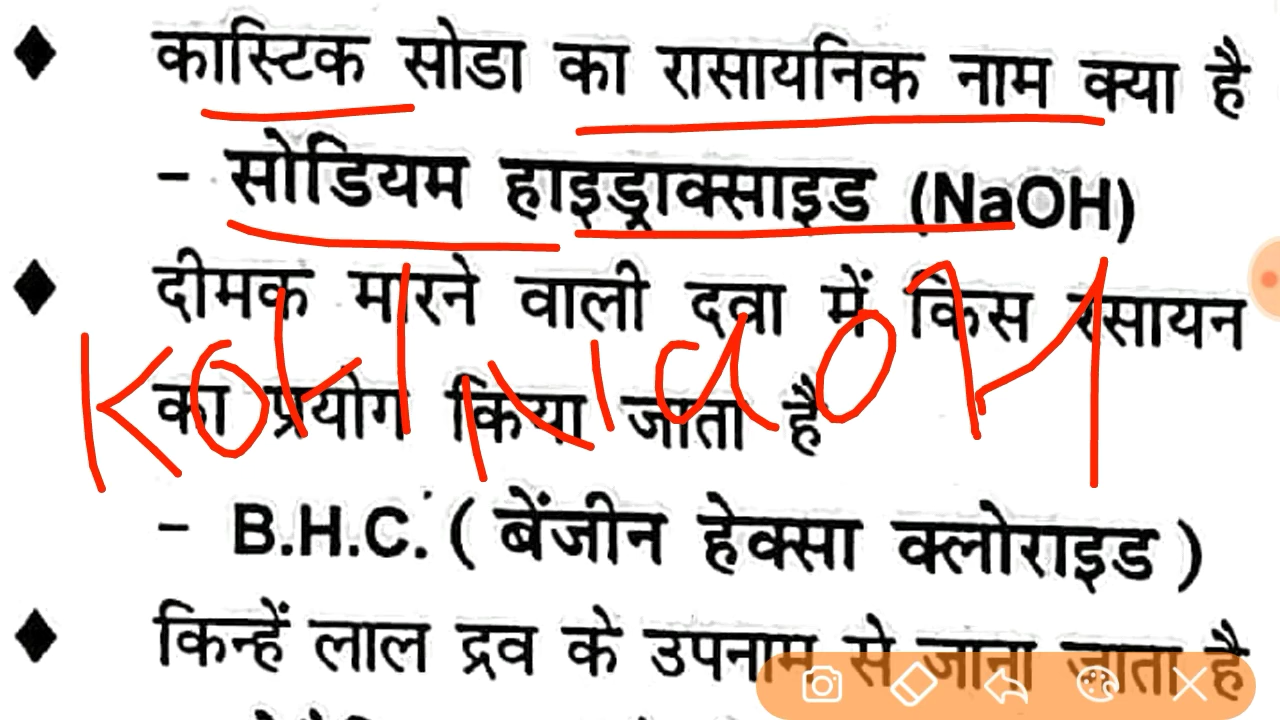 ♦ कास्टिक सोडा का रासायनिक नाम क्या है
– सोडियम हाइड्राक्साइड (NaOH)
♦ दीमक मारने वाली दवा में किस रसायन
KOH NaOH
का प्रयोग किया जाता है
– B.H.C. ( बेंजीन हेक्सा क्लोराइड )
♦ किन्हें लाल द्रव के उपनाम से जाना जाता है